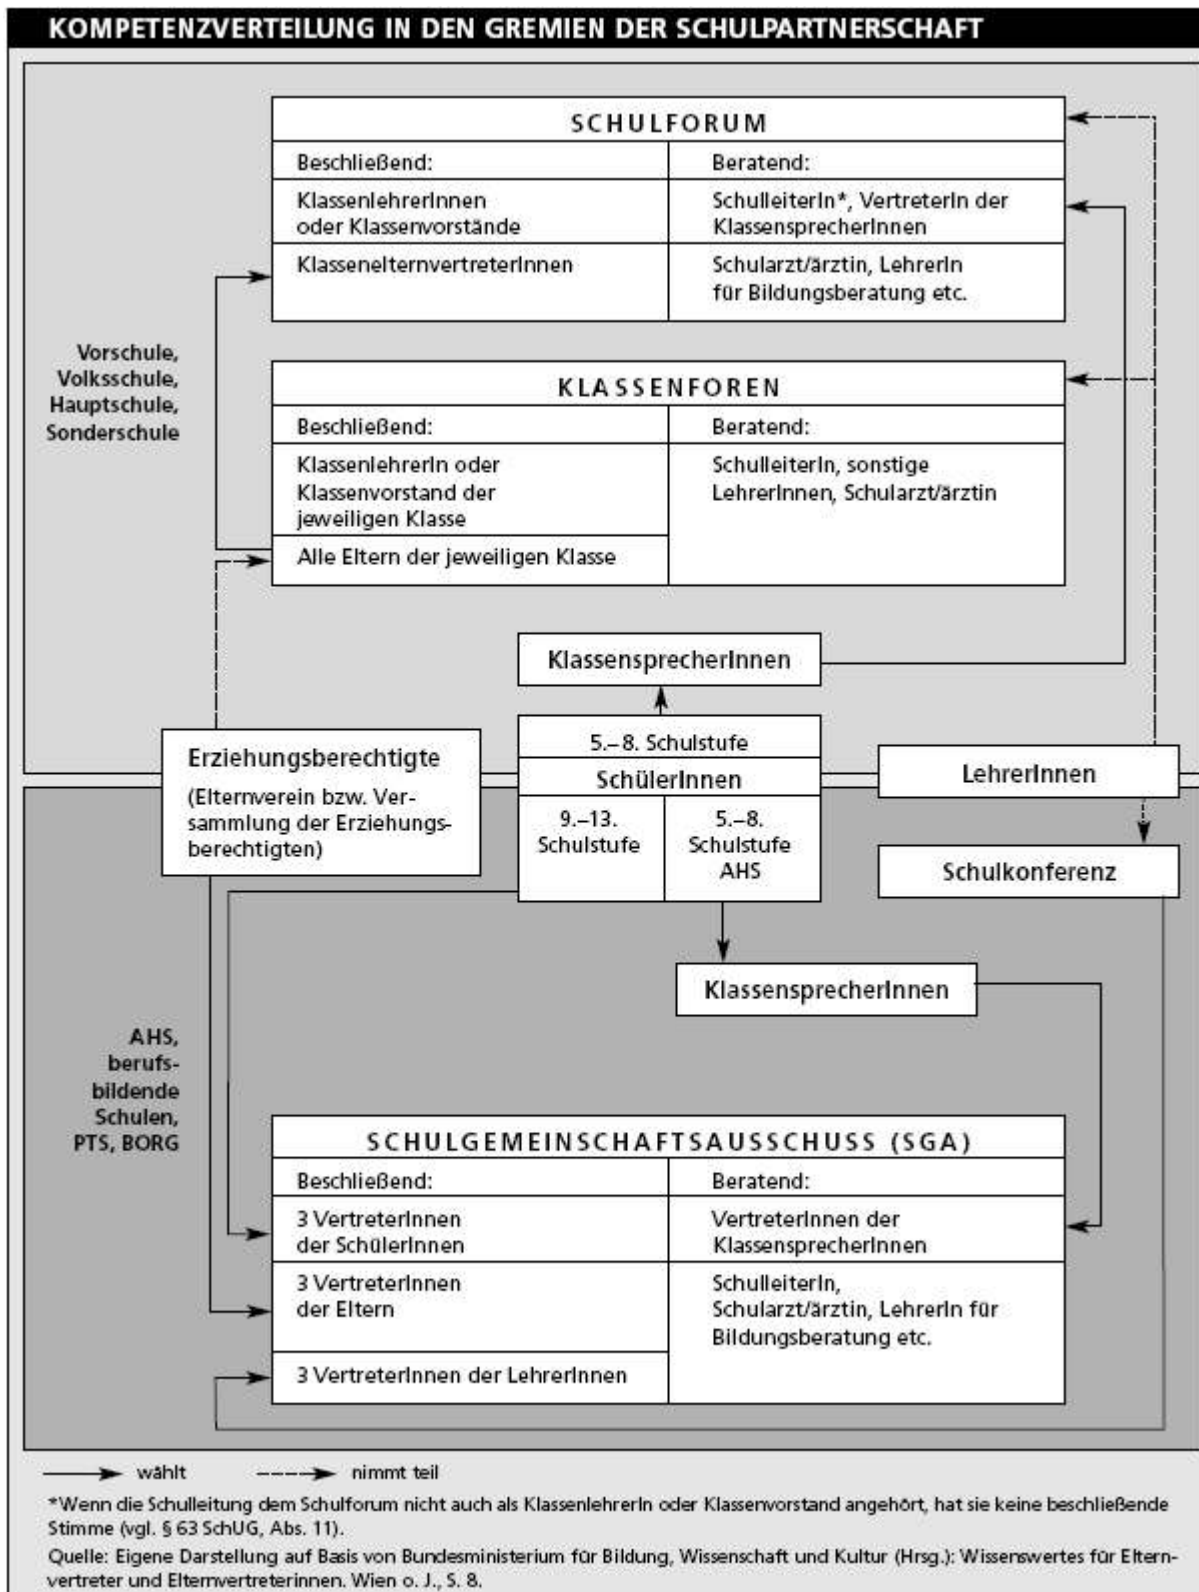 KOMPETENZVERTEILUNG IN DEN GREMIEN DER SCHULPARTNERSCHAFT
SCHULFORUM
Beschließend:
Beratend:
KlassenlehrerInnen
oder Klassenvorstände
SchulleiterIn*, VertreterIn der
KlassensprecherInnen
KlassenelternvertreterInnen
Schularzt/ärztin, LehrerIn
für Bildungsberatung etc.
Vorschule,
Volksschule,
Hauptschule,
Sonderschule
KLASSENFOREN
Beschließend:
Beratend:
KlassenlehrerIn oder
Klassenvorstand der
jeweiligen Klasse
SchulleiterIn, sonstige
LehrerInnen, Schularzt/ärztin
Alle Eltern der jeweiligen Klasse
KlassensprecherInnen
Erziehungsberechtigte
(Elternverein bzw. Ver-
sammlung der Erziehungs-
berechtigten)
5.–8. Schulstufe
SchülerInnen
9.–13.
Schulstufe
5.–8.
Schulstufe
AHS
LehrerInnen
Schulkonferenz
KlassensprecherInnen
AHS,
berufs-
bildende
Schulen,
PTS, BORG
SCHULGEMEINSCHAFTSAUSSCHUSS (SGA)
Beschließend:
Beratend:
3 VertreterInnen
der SchülerInnen
VertreterInnen der
KlassensprecherInnen
3 VertreterInnen
der Eltern
SchulleiterIn,
Schularzt/ärztin, LehrerIn für
Bildungsberatung etc.
3 VertreterInnen der LehrerInnen
wählt
nimmt teil
*Wenn die Schulleitung dem Schulforum nicht auch als KlassenlehrerIn oder Klassenvorstand angehört, hat sie keine beschließende
Stimme (vgl. § 63 SchUG, Abs. 11).
Quelle: Eigene Darstellung auf Basis von Bundesministerium für Bildung, Wissenschaft und Kultur (Hrsg.): Wissenswertes für Eltern-
vertreter und Elternvertreterinnen. Wien o. J., S. 8.